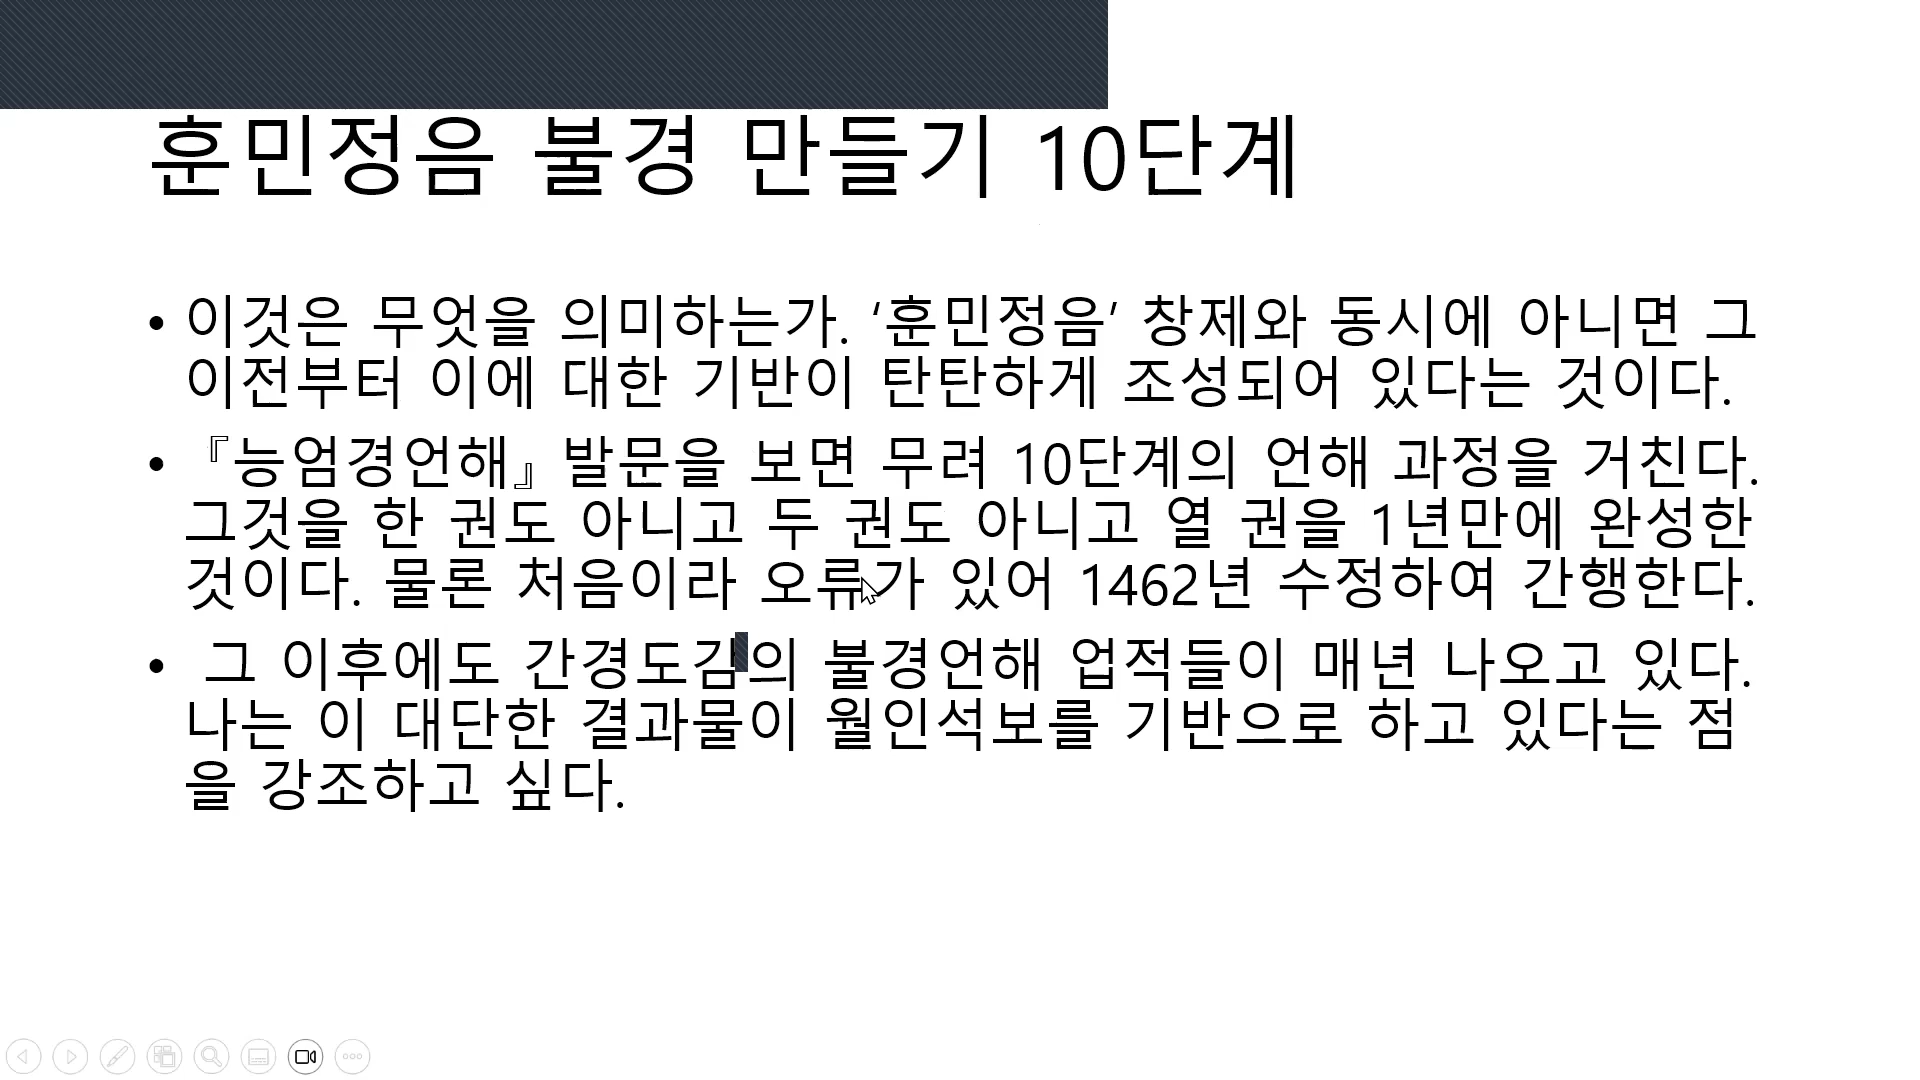 훈민정음 불경 만들기 10단계
• 이것은 무엇을 의미하는가. ‘훈민정음’ 창제와 동시에 아니면 그
이전부터 이에 대한 기반이 탄탄하게 조성되어 있다는 것이다.
• 『능엄경언해』 발문을 보면 무려 10단계의 언해 과정을 거친다.
그것을 한 권도 아니고 두 권도 아니고 열 권을 1년만에 완성한
것이다. 물론 처음이라 오류가 있어 1462년 수정하여 간행한다.
• 그 이후에도 간경도감의 불경언해 업적들이 매년 나오고 있다.
나는 이 대단한 결과물이 월인석보를 기반으로 하고 있다는 점
을 강조하고 싶다.